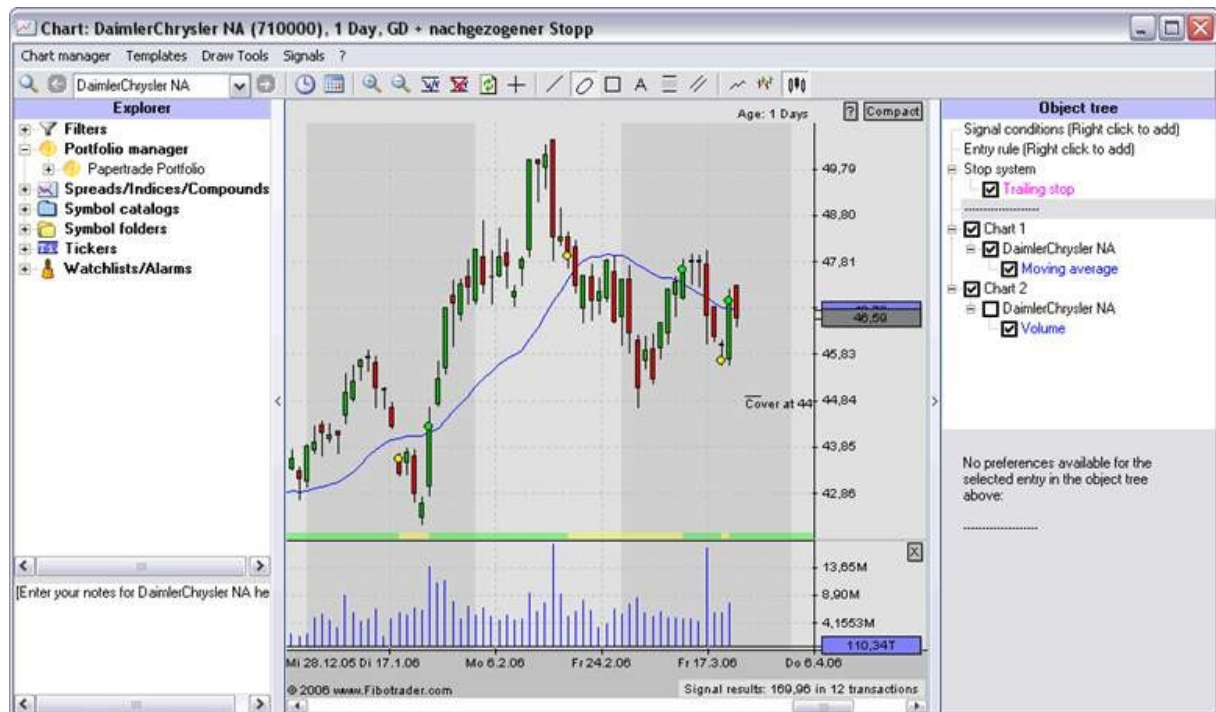 Chart: DaimlerChrysler NA (710000), 1 Day, GD + nachgezogener Stopp
Chart manager Templates Draw Tools Signals ?
DaimlerChrysler NA
A
Explorer
Filters
Portfolio manager
Papertrade Portfolio
Spreads/Indices/Compounds
Symbol catalogs
Symbol folders
Tickers
Watchlists/Alarms
[Enter your notes for DaimlerChrysler NA he
Age: 1 Days
? Compact
49,79
48,80
47,81
46,59
45,83
Cover at 44
44,84
43,85
42,86
X
13,65M
8,90M
4,1553M
110,34T
Mi 28.12.05 Di 17.1.06 Mo 6.2.06 Fr 24.2.06 Fr 17.3.06 Do 6.4.06
© 2006 www.Fibotrader.com
Signal results: 169,96 in 12 transactions
Object tree
Signal conditions (Right click to add)
Entry rule (Right click to add)
Stop system
Trailing stop
--------------------
Chart 1
DaimlerChrysler NA
Moving average
Chart 2
DaimlerChrysler NA
Volume
No preferences available for the
selected entry in the object tree
above:
--------------------